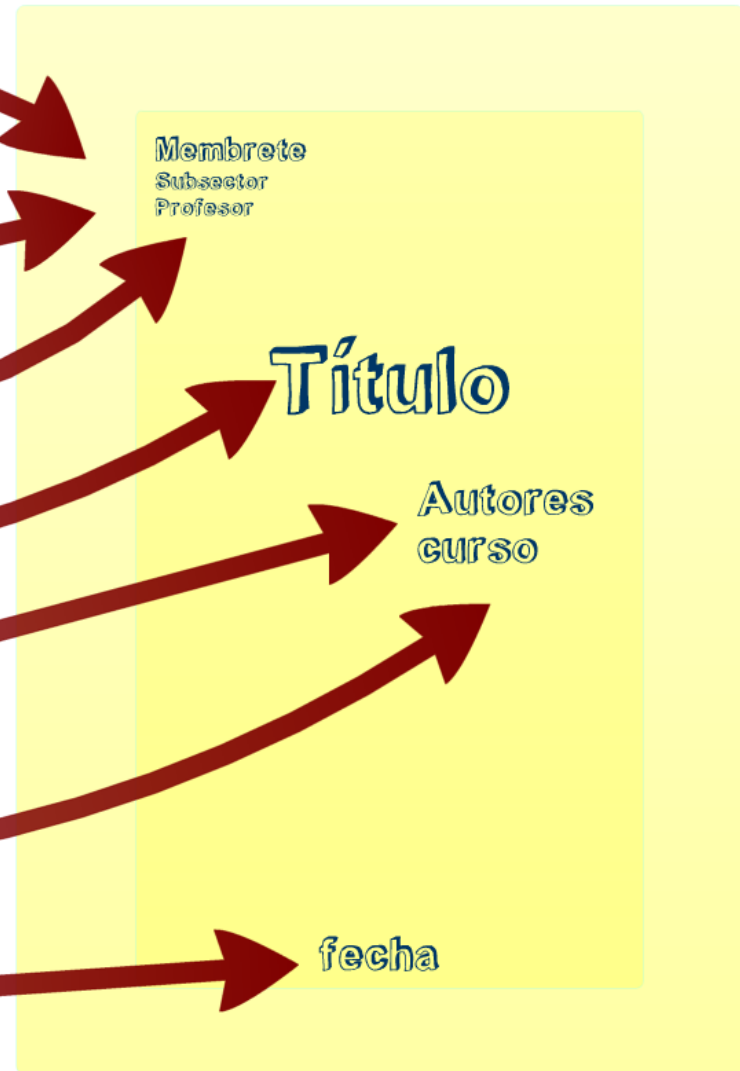 Membrete
Subsector
Profesor
Título
Autores
curso
fecha